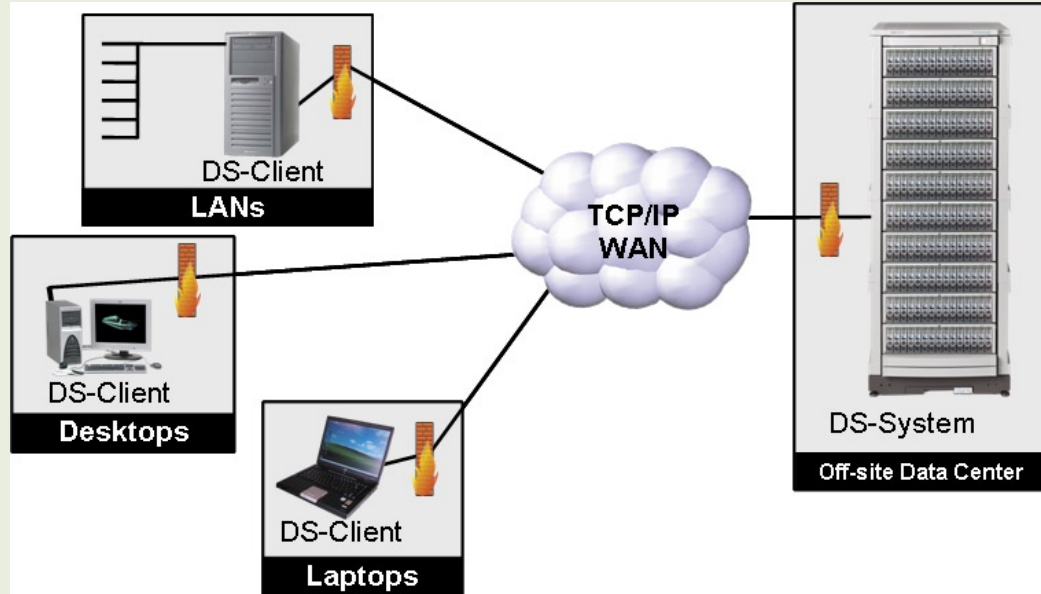 DS-Client
LANs
DS-Client
Desktops
DS-Client
Laptops
TCP/IP
WAN
DS-System
Off-site Data Center